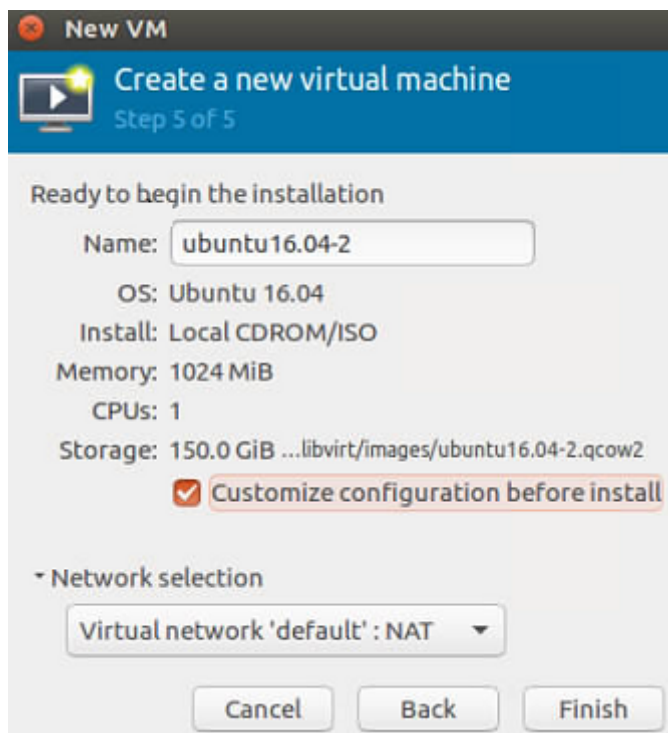 New VM
Create a new virtual machine
Step 5 of 5
Ready to begin the installation
Name: ubuntu16.04-2
OS: Ubuntu 16.04
Install: Local CDROM/ISO
Memory: 1024 MiB
CPUs: 1
Storage: 150.0 GiB ...libvirt/images/ubuntu16.04-2.qcow2
Customize configuration before install
Network selection
Virtual network 'default' : NAT
Cancel Back Finish